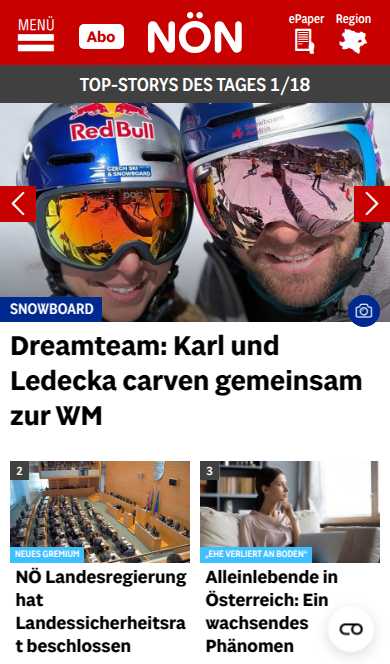 MENÜ
Abo
NÖN
ePaper
Region
TOP-STORYS DES TAGES 1/18
Red Bull
CZECH SKI
& SNOWBOARD
Snowboard
SNOWBOARD
Dreamteam: Karl und
Ledecka carven gemeinsam
zur WM
2
NEUES GREMIUM
NÖ Landesregierung
hat
Landessicherheitsra
t beschlossen
3
„EHE VERLIERT AN BODEN“
Alleinlebende in
Österreich: Ein
wachsendes
Phänomen